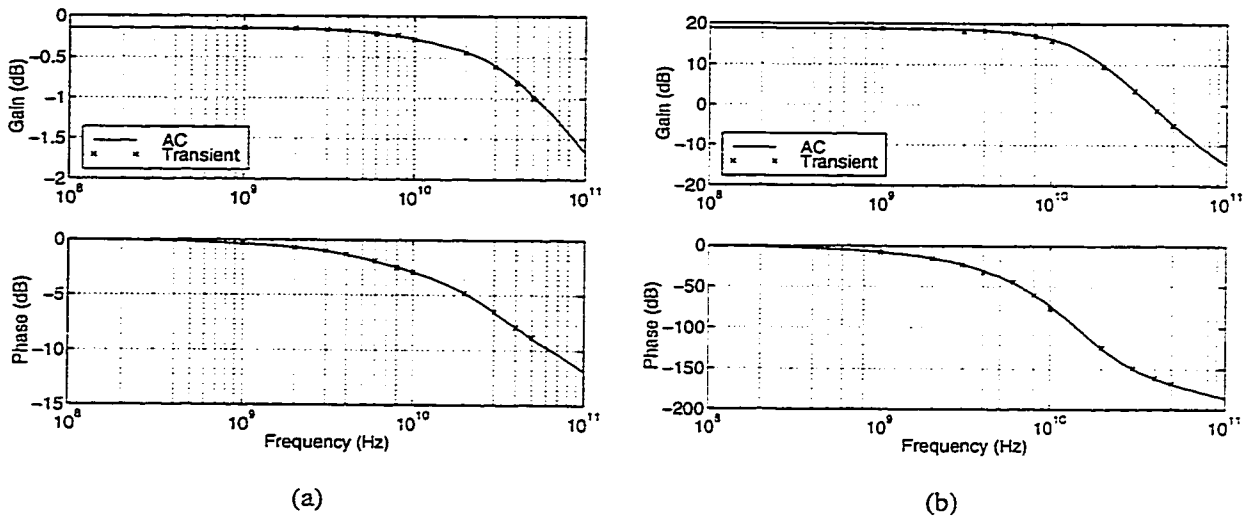 0
−0.5
−1
−1.5
−2
Gain (dB)
AC
Transient
10^8
10^9
10^10
10^11
0
−5
−10
−15
Phase (dB)
10^8
10^9
10^10
10^11
Frequency (Hz)
(a)
20
10
0
−10
−20
Gain (dB)
AC
Transient
10^8
10^9
10^10
10^11
0
−50
−100
−150
−200
Phase (dB)
10^8
10^9
10^10
10^11
Frequency (Hz)
(b)